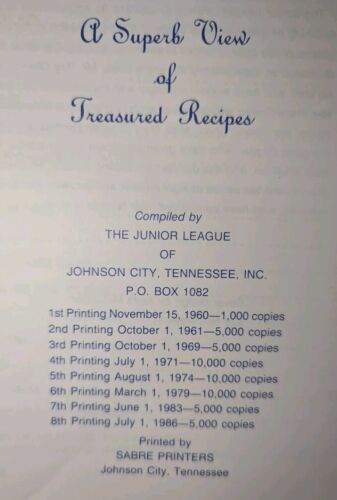 A Superb View
of
Treasured Recipes
Compiled by
THE JUNIOR LEAGUE
OF
JOHNSON CITY, TENNESSEE, INC.
P.O. BOX 1082
1st Printing November 15, 1960—1,000 copies
2nd Printing October 1, 1961—5,000 copies
3rd Printing October 1, 1969—5,000 copies
4th Printing July 1, 1971—10,000 copies
5th Printing August 1, 1974—10,000 copies
6th Printing March 1, 1979—10,000 copies
7th Printing June 1, 1983—5,000 copies
8th Printing July 1, 1986—5,000 copies
Printed by
SABRE PRINTERS
Johnson City, Tennessee